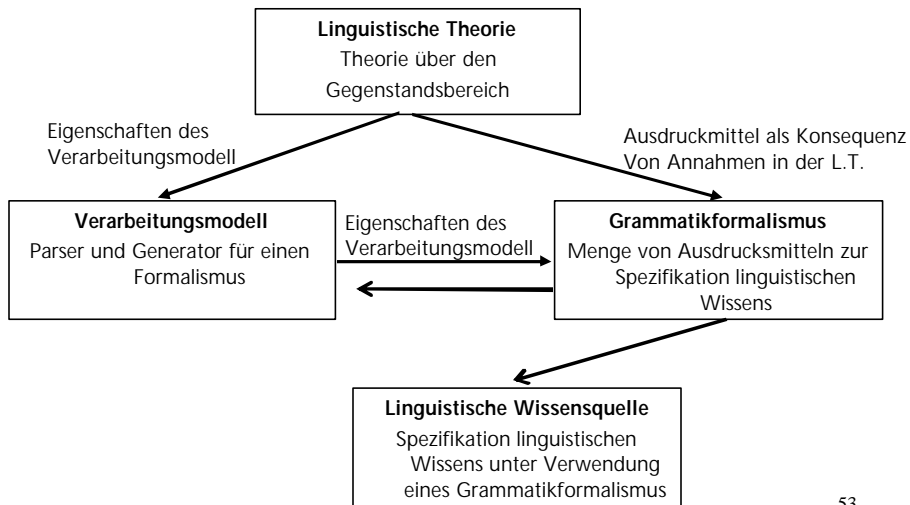 Linguistische Theorie
Theorie über den
Gegenstandsbereich
Eigenschaften des
Verarbeitungsmodell
Ausdruckmittel als Konsequenz
Von Annahmen in der L.T.
Verarbeitungsmodell
Parser und Generator für einen
Formalismus
Eigenschaften des
Verarbeitungsmodell
Grammatikformalismus
Menge von Ausdrucksmitteln zur
Spezifikation linguistischen
Wissens
Linguistische Wissensquelle
Spezifikation linguistischen
Wissens unter Verwendung
eines Grammatikformalismus
53